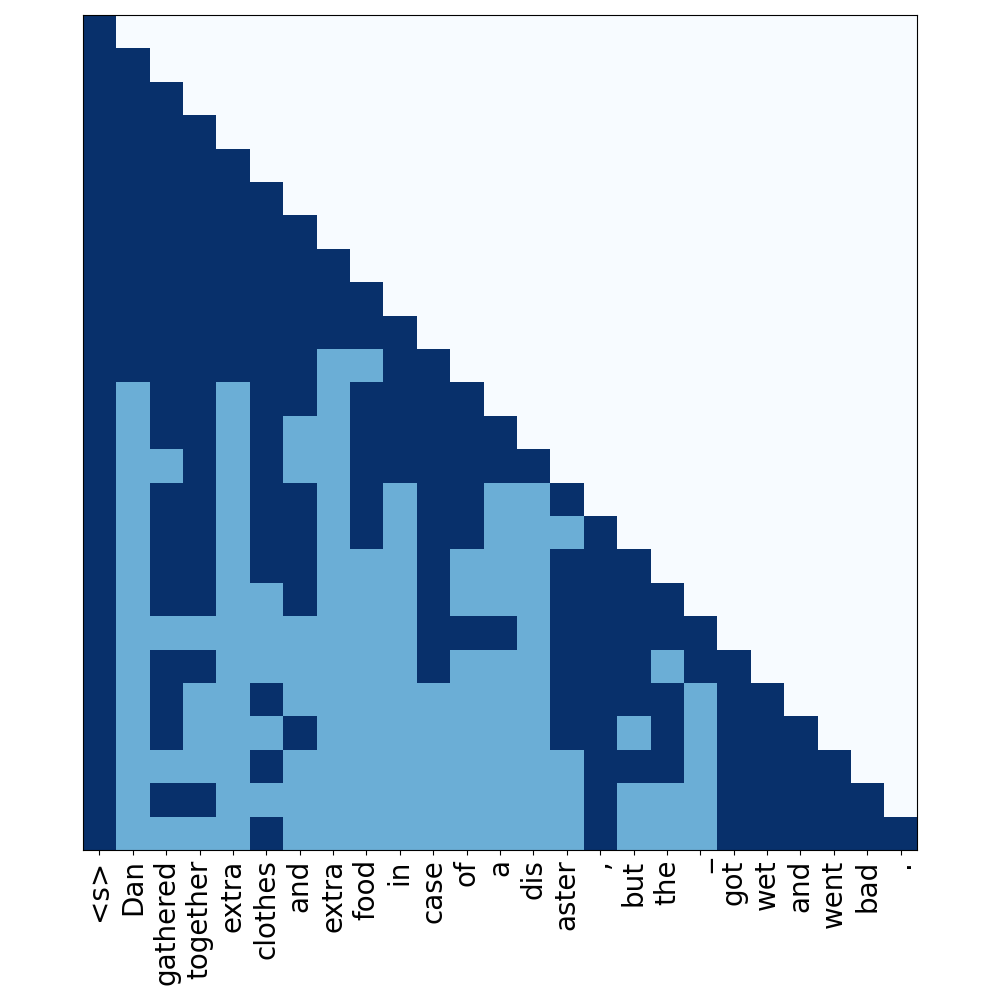 <s>
Dan
gathered
together
extra
clothes
and
extra
food
in
case
of
a
dis
aster
,
but
the
_
got
wet
and
went
bad
.